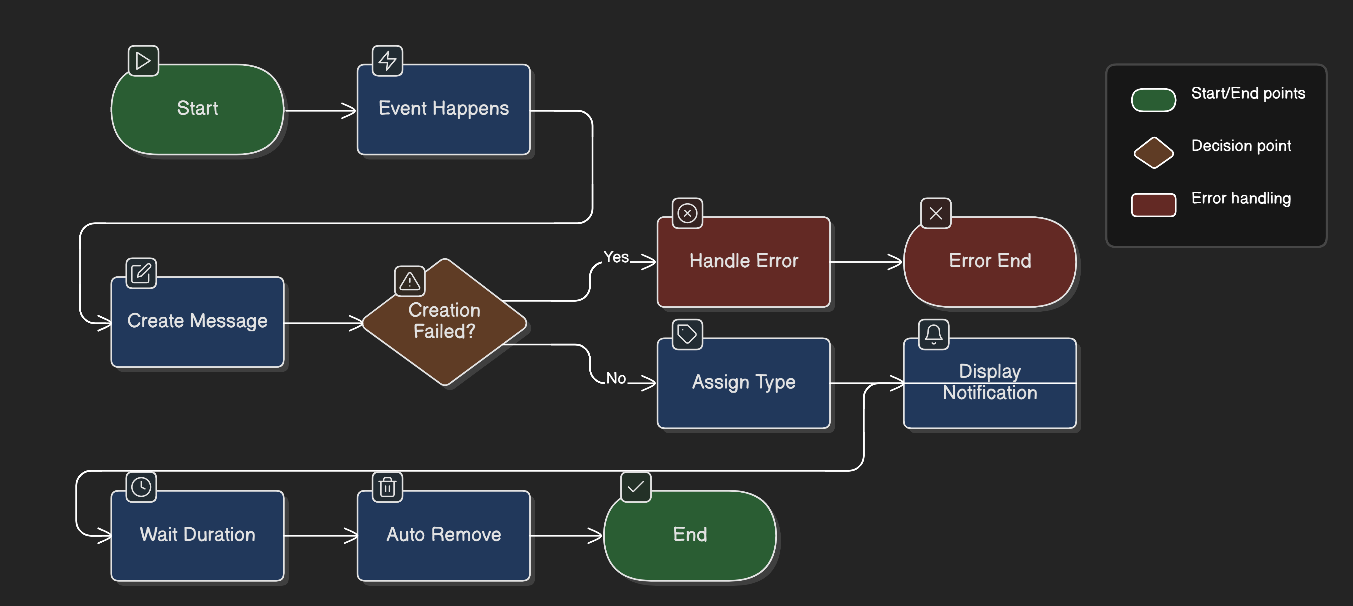 Start
Event Happens
Start/End points
Decision point
Error handling
Yes
Handle Error
Error End
Create Message
Creation
Failed?
No
Assign Type
Display
Notification
Wait Duration
Auto Remove
End